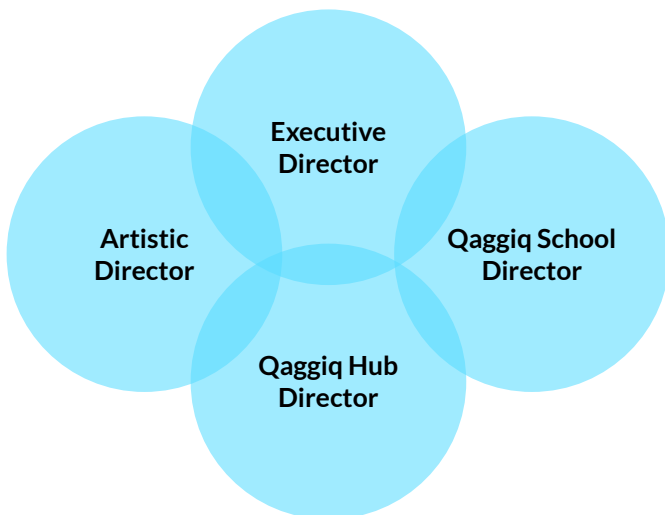 Executive
Director
Artistic
Director
Qaggiq School
Director
Qaggiq Hub
Director